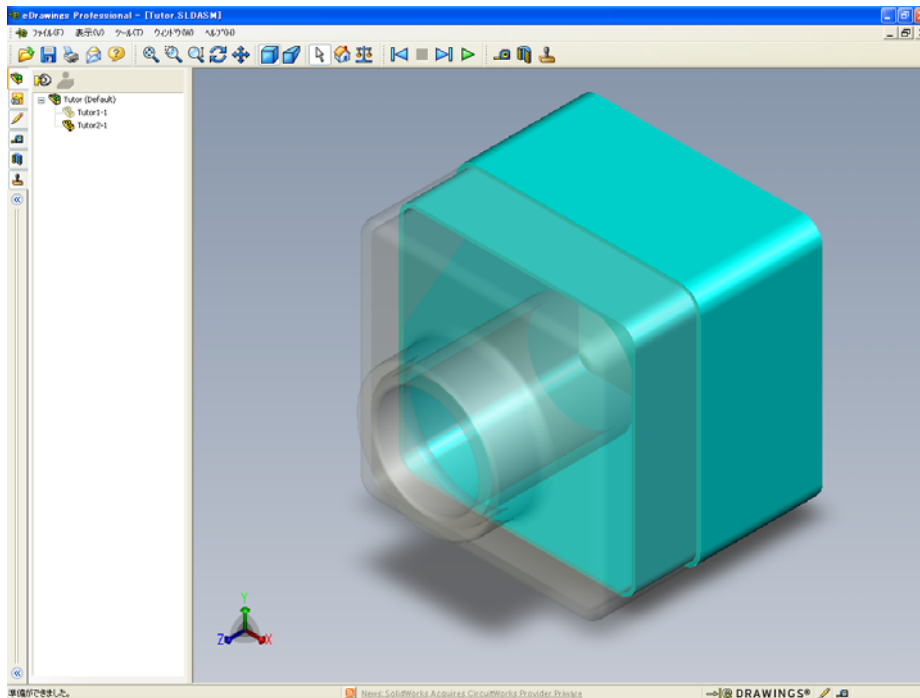 eDrawings Professional - [Tutor.SLDASM]
ファイル(F) 表示(V) ツール(T) ウィンドウ(W) ヘルプ(H)
Tutor (Default)
Tutor1-1
Tutor2-1
Y
Z X
準備ができました。 News: SolidWorks Acquires CircuitWorks Provider Priware DRAWINGS®